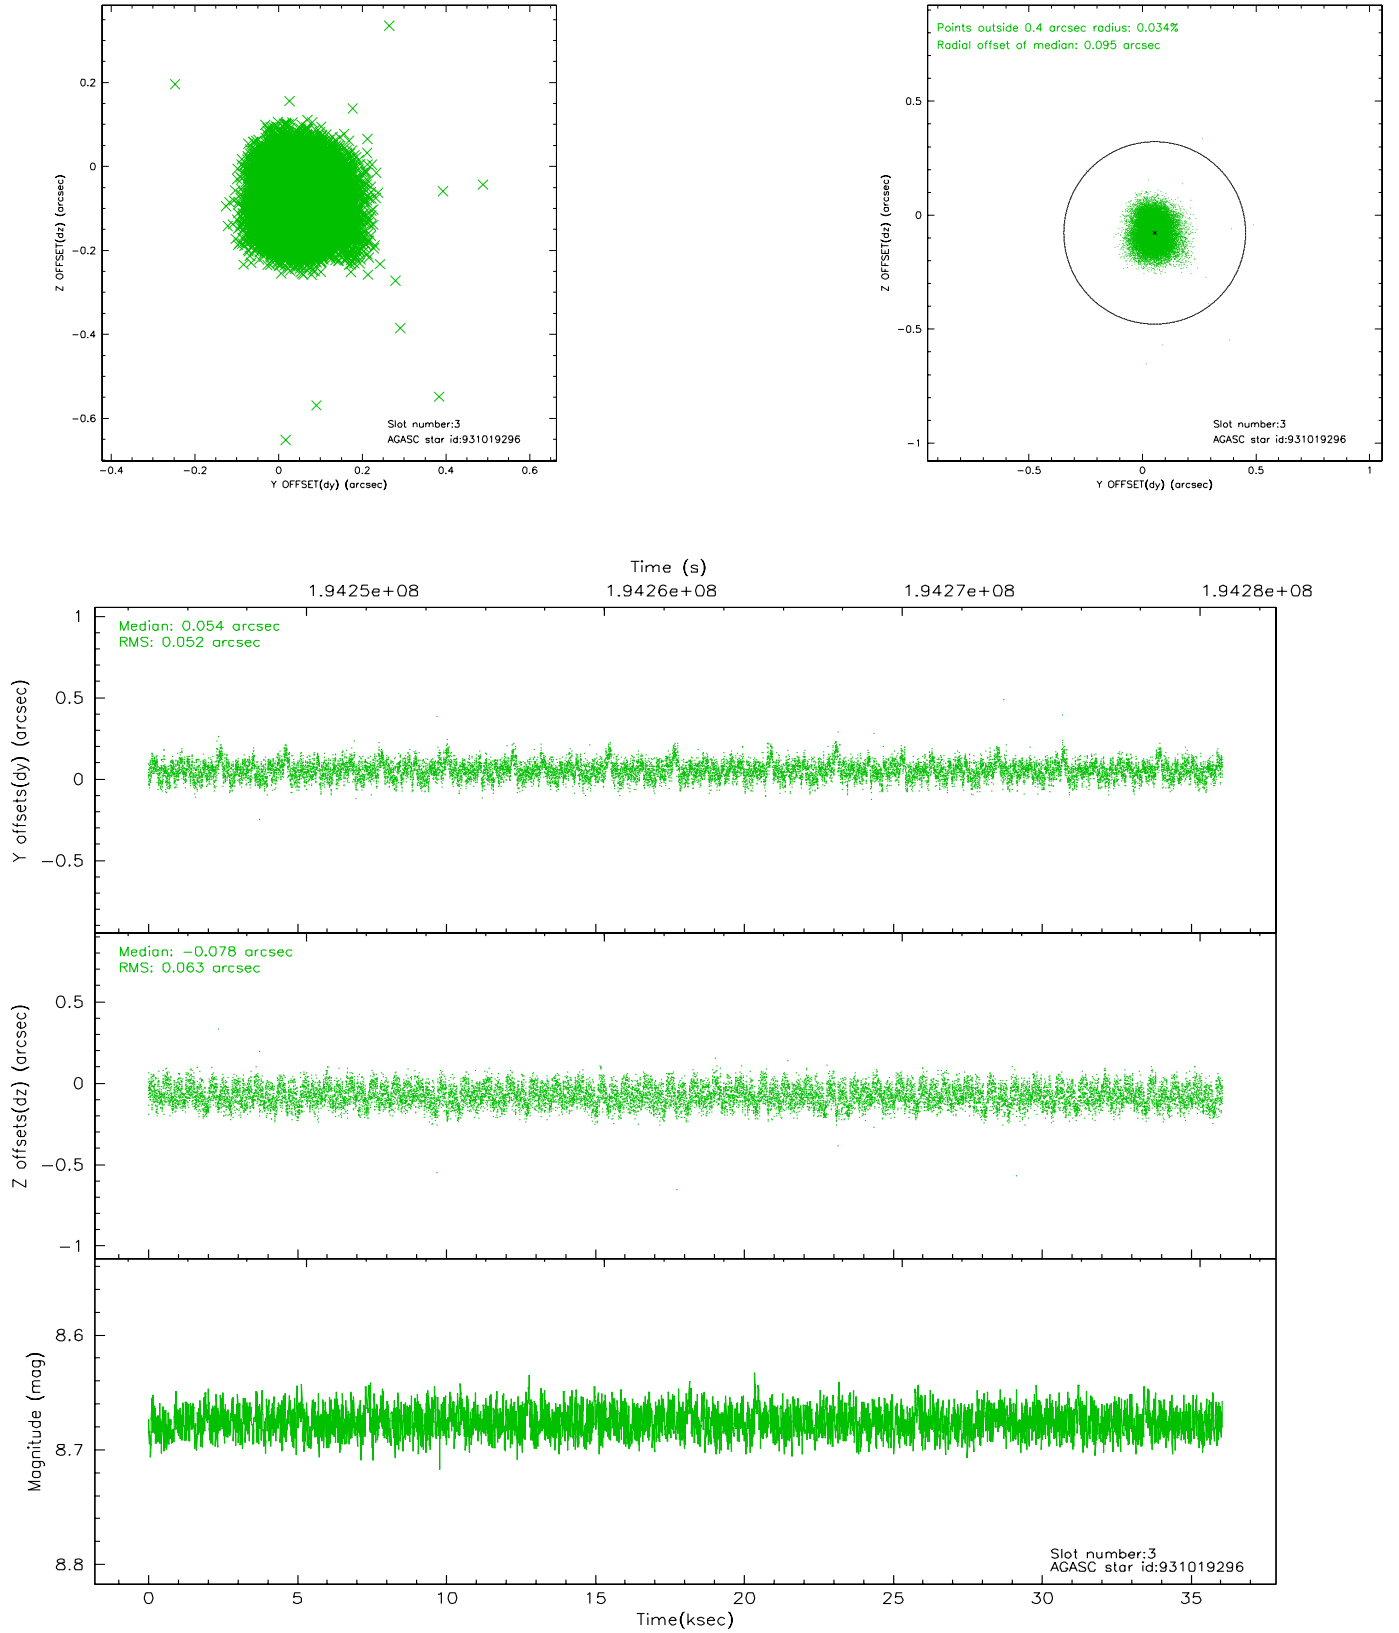 0.2
0
−0.2
−0.4
−0.6
Z OFFSET(dz) (arcsec)
Slot number:3
AGASC star id:931019296
−0.4
−0.2
0
0.2
0.4
0.6
Y OFFSET(dy) (arcsec)
Points outside 0.4 arcsec radius: 0.034%
Radial offset of median: 0.095 arcsec
0.5
0
−0.5
−1
Z OFFSET(dz) (arcsec)
Slot number:3
AGASC star id:931019296
−0.5
0
0.5
1
Y OFFSET(dy) (arcsec)
Time (s)
1.9425e+08
1.9426e+08
1.9427e+08
1.9428e+08
Median: 0.054 arcsec
RMS: 0.052 arcsec
1
0.5
0
−0.5
Y offsets(dy) (arcsec)
Median: −0.078 arcsec
RMS: 0.063 arcsec
0.5
0
−0.5
−1
Z offsets(dz) (arcsec)
8.6
8.7
8.8
Magnitude (mag)
Slot number:3
AGASC star id:931019296
0
5
10
15
20
25
30
35
Time(ksec)